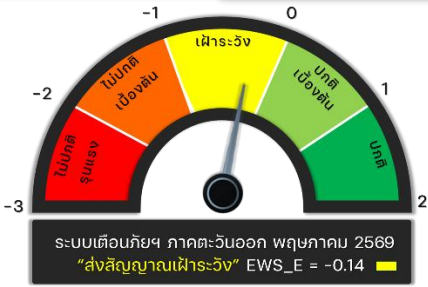 -1
0
เฝ้าระวัง
ไม่ปกติ
เบื้องต้น
ปกติ
เบื้องต้น
-2
1
ไม่ปกติ
รุนแรง
ปกติ
-3
2
ระบบเตือนภัยฯ ภาคตะวันออก พฤษภาคม 2569
“ส่งสัญญาณเฝ้าระวัง” EWS_E = -0.14